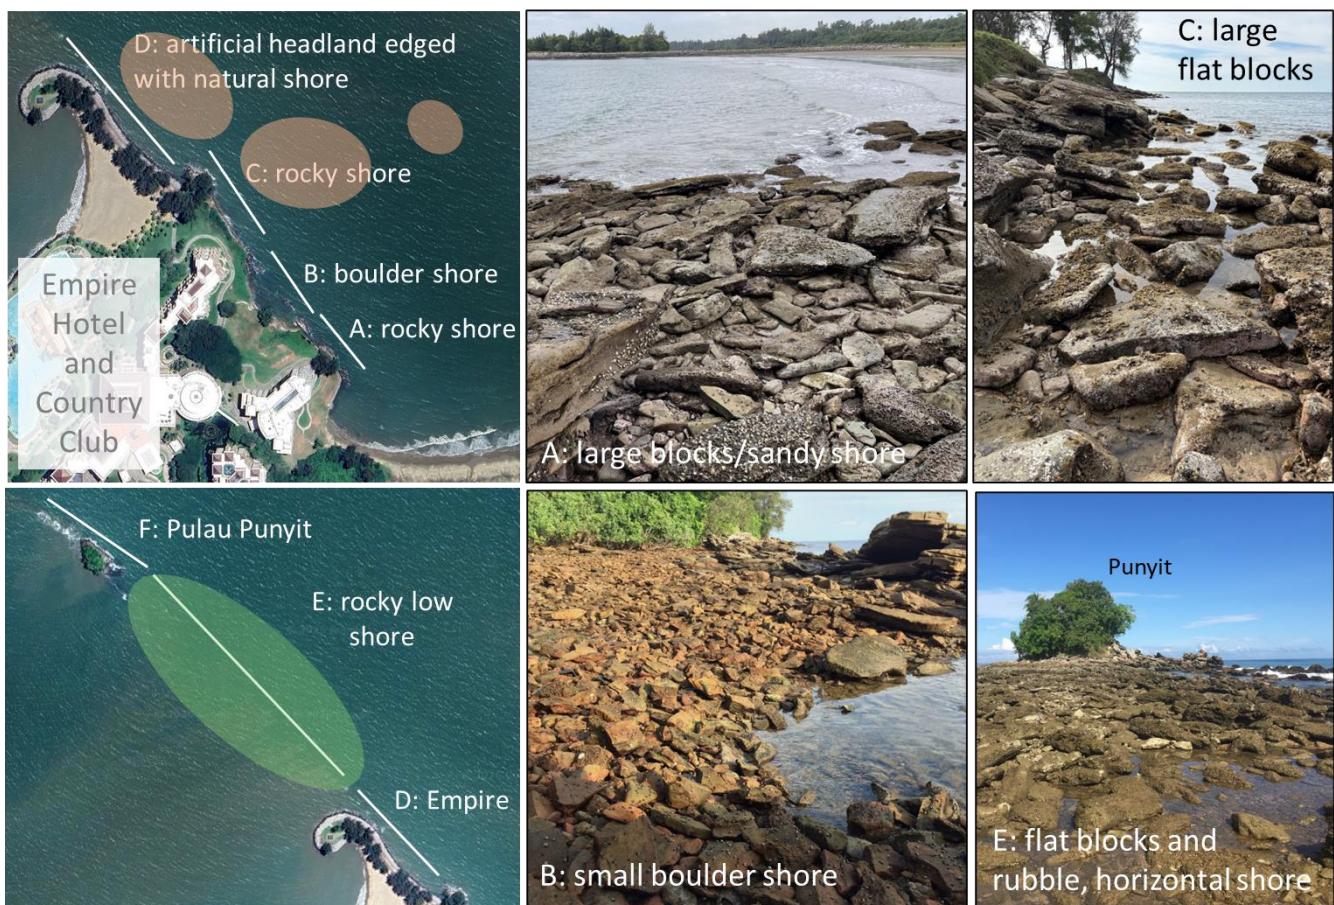 D: artificial headland edged
with natural shore
C: rocky shore
B: boulder shore
A: rocky shore
Empire
Hotel
and
Country
Club
A: large blocks/sandy shore
C: large
flat blocks
F: Pulau Punyit
E: rocky low
shore
D: Empire
B: small boulder shore
Punyit
E: flat blocks and
rubble, horizontal shore